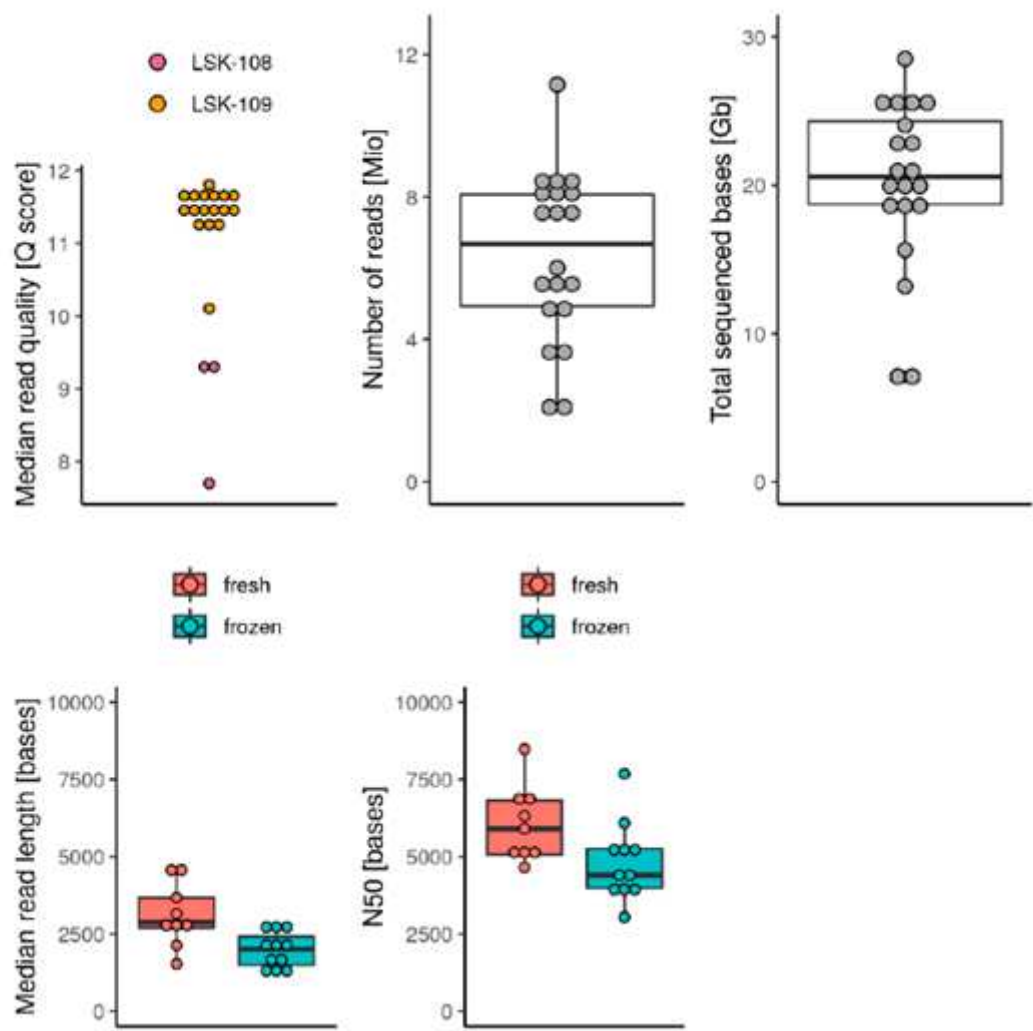 LSK-108
LSK-109
Median read quality [Q score]
12
11
10
9
8
Number of reads [Mio]
12
8
4
0
Total sequenced bases [Gb]
30
20
10
0
fresh
frozen
Median read length [bases]
10000
7500
5000
2500
0
fresh
frozen
N50 [bases]
10000
7500
5000
2500
0